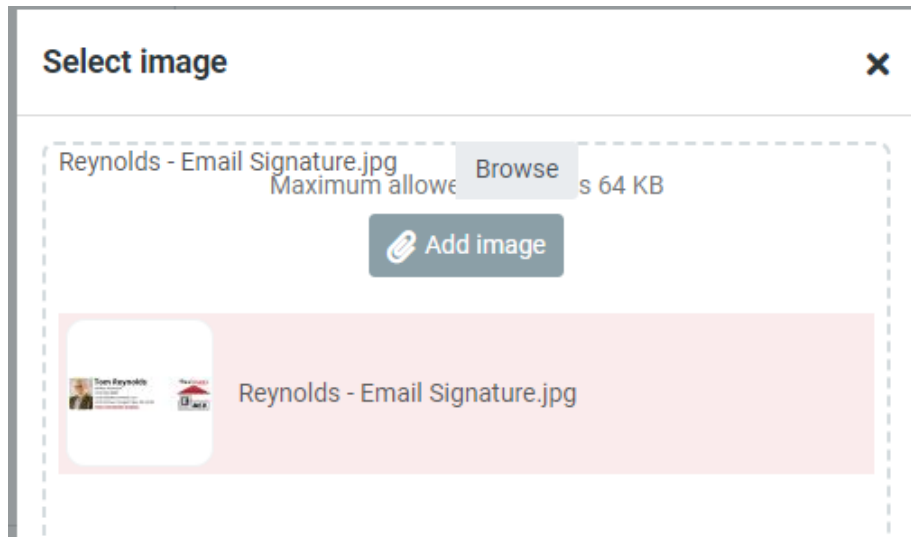 Select image
Reynolds - Email Signature.jpg
Browse
Maximum allowe s 64 KB
Add image
Tom Reynolds
Reynolds - Email Signature.jpg